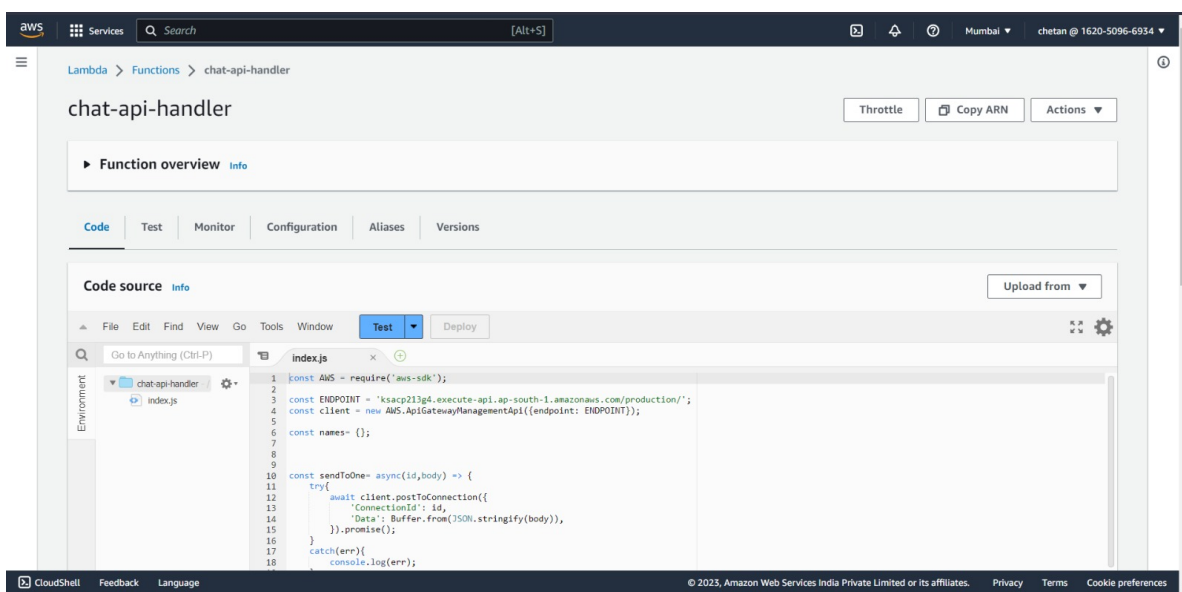 aws Services Search [Alt+S] Mumbai ▼ chetan @ 1620-5096-6934 ▼
Lambda > Functions > chat-api-handler
chat-api-handler
Throttle Copy ARN Actions ▼
▶ Function overview Info
Code Test Monitor Configuration Aliases Versions
Code source Info
Upload from ▼
File Edit Find View Go Tools Window Test Deploy
Go to Anything (Ctrl-P)
index.js
Environment
chat-api-handler /
index.js
1 const AWS = require('aws-sdk');
2
3 const ENDPOINT = 'ksacp213g4.execute-api.ap-south-1.amazonaws.com/production/';
4 const client = new AWS.ApiGatewayManagementApi({endpoint: ENDPOINT});
5
6 const names= {};
7
8
9
10 const sendToOne= async(id,body) => {
11 try{
12 await client.postToConnection({
13 'ConnectionId': id,
14 'Data': Buffer.from(JSON.stringify(body)),
15 }).promise();
16 }
17 catch(err){
18 console.log(err);
CloudShell Feedback Language © 2023, Amazon Web Services India Private Limited or its affiliates. Privacy Terms Cookie preferences